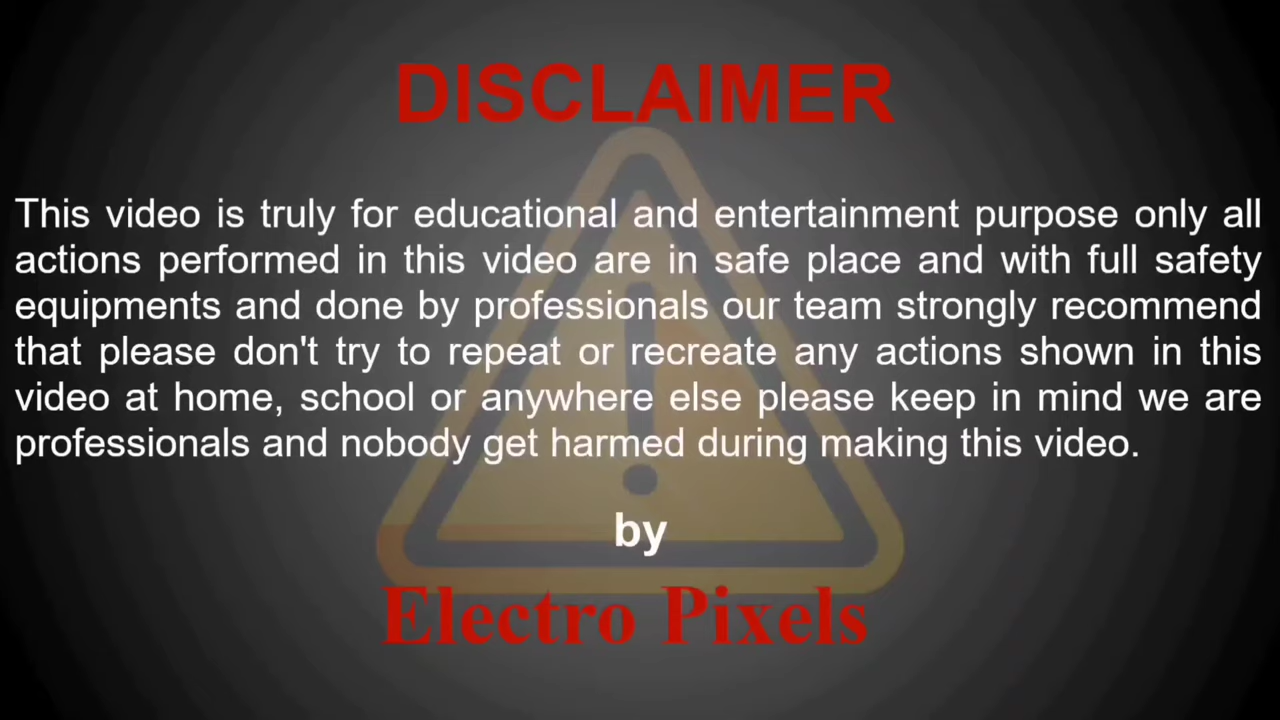 DISCLAIMER
This video is truly for educational and entertainment purpose only all
actions performed in this video are in safe place and with full safety
equipments and done by professionals our team strongly recommend
that please don't try to repeat or recreate any actions shown in this
video at home, school or anywhere else please keep in mind we are
professionals and nobody get harmed during making this video.
by
Electro Pixels